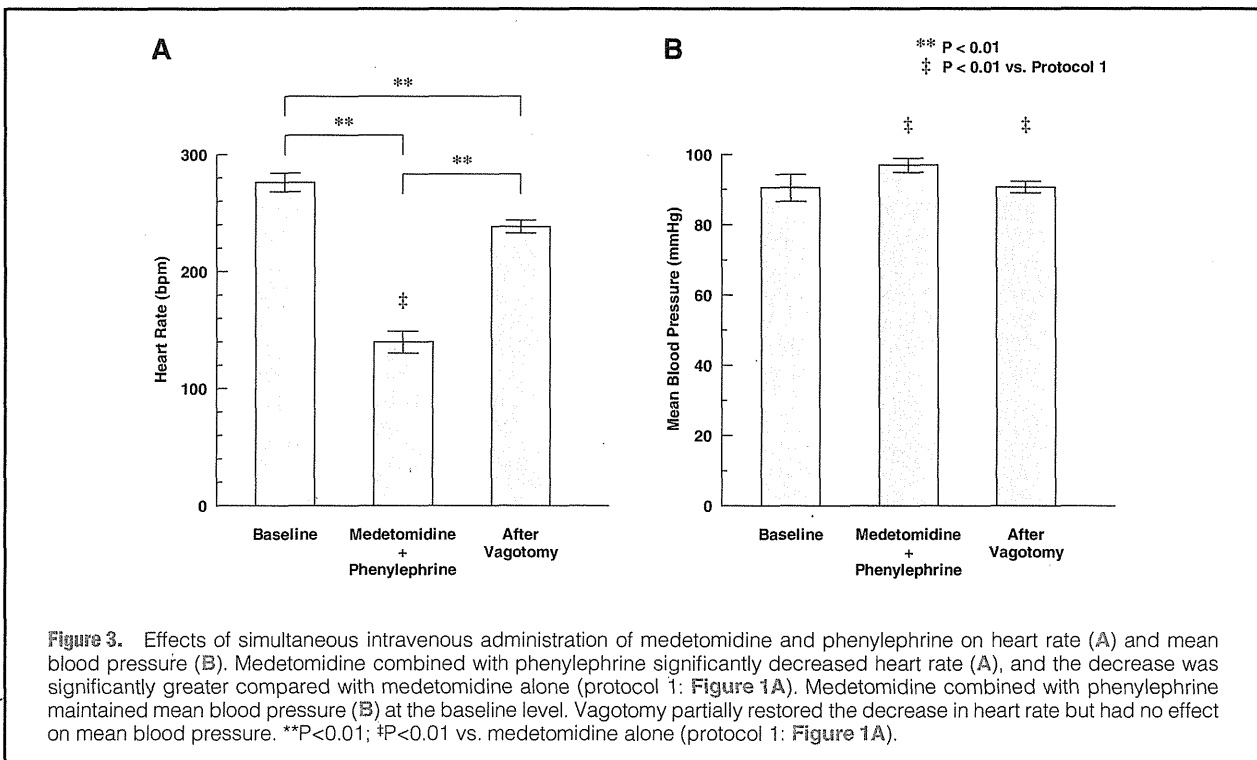 A
B
** P < 0.01
‡ P < 0.01 vs. Protocol 1
**
**
**
‡
‡
‡
300
200
100
0
Heart Rate (bpm)
Baseline
Medetomidine
+
Phenylephrine
After
Vagotomy
100
80
60
40
20
0
Mean Blood Pressure (mmHg)
Baseline
Medetomidine
+
Phenylephrine
After
Vagotomy
Figure 3. Effects of simultaneous intravenous administration of medetomidine and phenylephrine on heart rate (A) and mean
blood pressure (B). Medetomidine combined with phenylephrine significantly decreased heart rate (A), and the decrease was
significantly greater compared with medetomidine alone (protocol 1: Figure 1A). Medetomidine combined with phenylephrine
maintained mean blood pressure (B) at the baseline level. Vagotomy partially restored the decrease in heart rate but had no effect
on mean blood pressure. **P<0.01; ‡P<0.01 vs. medetomidine alone (protocol 1: Figure 1A).